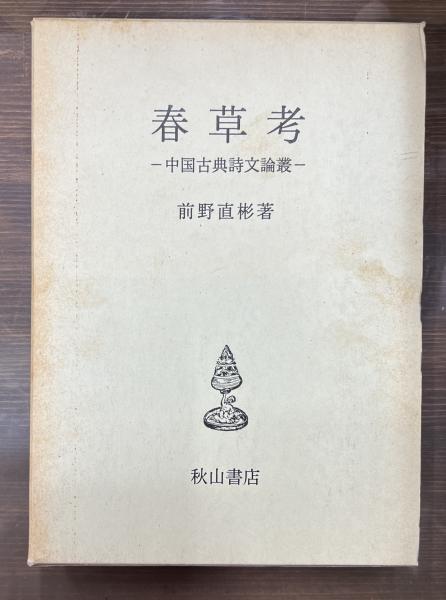 春草考
－中国古典詩文論叢－
前野直彬著
秋山書店